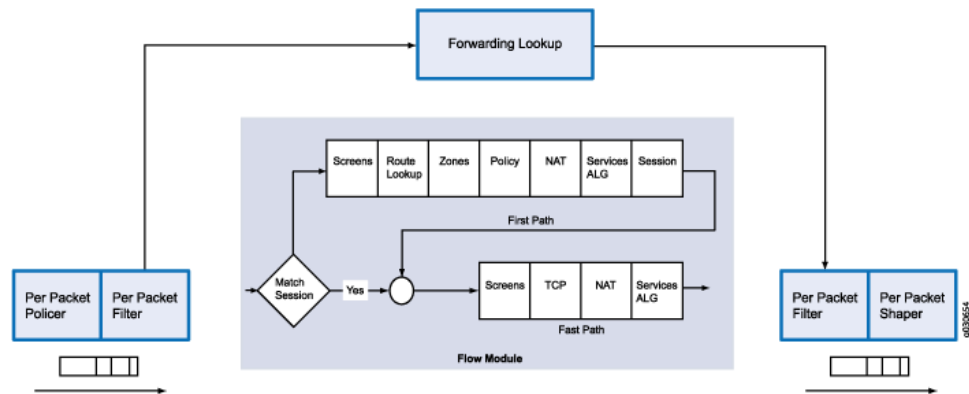 Forwarding Lookup
Screens
Route
Lookup
Zones
Policy
NAT
Services
ALG
Session
First Path
Match
Session
Yes
Screens
TCP
NAT
Services
ALG
Fast Path
Flow Module
Per Packet
Policer
Per Packet
Filter
Per Packet
Filter
Per Packet
Shaper
g030654